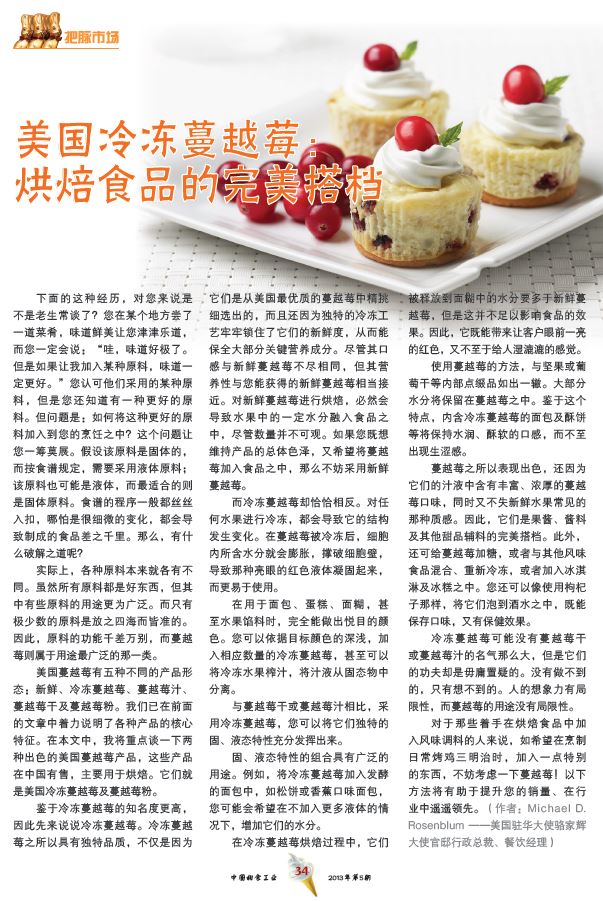 把脉市场
美国冷冻蔓越莓：
烘焙食品的完美搭档
下面的这种经历，对您来说是
不是老生常谈了？您在某个地方尝了
一道菜肴，味道鲜美让您津津乐道，
而您一定会说：“哇，味道好极了。
但是如果让我加入某种原料，味道一
定更好。”您认可他们采用的某种原
料，但是您还知道有一种更好的原
料。但问题是：如何将这种更好的原
料加入到您的烹饪之中？这个问题让
您一筹莫展。假设该原料是固体的，
而按食谱规定，需要采用液体原料；
该原料也可能是液体，而最适合的则
是固体原料。食谱的程序一般都丝丝
入扣，哪怕是很细微的变化，都会导
致制成的食品差之千里。那么，有什
么破解之道呢？
实际上，各种原料本来就各有不
同。虽然所有原料都是好东西，但其
中有些原料的用途更为广泛。而只有
极少数的原料是放之四海而皆准的。
因此，原料的功能千差万别，而蔓越
莓则属于用途最广泛的那一类。
美国蔓越莓有五种不同的产品形
态：新鲜、冷冻蔓越莓、蔓越莓汁、
蔓越莓干及蔓越莓粉。我们已在前面
的文章中着力说明了各种产品的核心
特征。在本文中，我将重点谈一下两
种出色的美国蔓越莓产品，这些产品
在中国有售，主要用于烘焙。它们就
是美国冷冻蔓越莓及蔓越莓粉。
鉴于冷冻蔓越莓的知名度更高，
因此先来说说冷冻蔓越莓。冷冻蔓越
莓之所以具有独特品质，不仅是因为
它们是从美国最优质的蔓越莓中精挑
细选出的，而且还因为独特的冷冻工
艺牢牢锁住了它们的新鲜度，从而能
保全大部分关键营养成分。尽管其口
感与新鲜蔓越莓不尽相同，但其营
养性与您能获得的新鲜蔓越莓相当接
近。对新鲜蔓越莓进行烘焙，必然会
导致水果中的一定水分融入食品之
中，尽管数量并不可观。如果您既想
维持产品的总体色泽，又希望将蔓越
莓加入食品之中，那么不妨采用新鲜
蔓越莓。
而冷冻蔓越莓却恰恰相反。对任
何水果进行冷冻，都会导致它的结构
发生变化。在蔓越莓被冷冻后，细胞
内所含水分就会膨胀，撑破细胞壁，
导致那种亮眼的红色液体凝固起来，
而更易于使用。
在用于面包、蛋糕、面糊，甚
至水果馅料时，完全能做出悦目的颜
色。您可以依据目标颜色的深浅，加
入相应数量的冷冻蔓越莓，甚至可以
将冷冻水果榨汁，将汁液从固态物中
分离。
与蔓越莓干或蔓越莓汁相比，采
用冷冻蔓越莓，您可以将它们独特的
固、液态特性充分发挥出来。
固、液态特性的组合具有广泛的
用途。例如，将冷冻蔓越莓加入发酵
的面包中，如松饼或香蕉口味面包，
您可能会希望在不加入更多液体的情
况下，增加它们的水分。
在冷冻蔓越莓烘焙过程中，它们
被释放到面糊中的水分要多于新鲜蔓
越莓，但是这并不足以影响食品的效
果。因此，它既能带来让客户眼前一亮
的红色，又不至于给人湿漉漉的感觉。
使用蔓越莓的方法，与坚果或葡
萄干等内部点缀品如出一辙。大部分
水分将保留在蔓越莓之中。鉴于这个
特点，内含冷冻蔓越莓的面包及酥饼
等将保持水润、酥软的口感，而不至
出现生涩感。
蔓越莓之所以表现出色，还因为
它们的汁液中含有丰富、浓厚的蔓越
莓口味，同时又不失新鲜水果常见的
那种质感。因此，它们是果酱、酱料
及其他甜品辅料的完美搭档。此外，
还可给蔓越莓加糖，或者与其他风味
食品混合、重新冷冻，或者加入冰淇
淋及冰糕之中。您还可以像使用枸杞
子那样，将它们泡到酒水之中，既能
保存口味，又有保健效果。
冷冻蔓越莓可能没有蔓越莓干
或蔓越莓汁的名气那么大，但是它们
的功夫却是毋庸置疑的。没有做不到
的，只有想不到的。人的想象力有局
限性，而蔓越莓的用途没有局限性。
对于那些着手在烘焙食品中加
入风味调料的人来说，如希望在烹制
日常烤鸡三明治时，加入一点特别
的东西，不妨考虑一下蔓越莓！以下
方法将有助于提升您的销量、在行
业中遥遥领先。（作者：Michael D.
Rosenblum ——美国驻华大使骆家辉
大使官邸行政总裁、餐饮经理）
中国甜食工业 34 2013年第5期